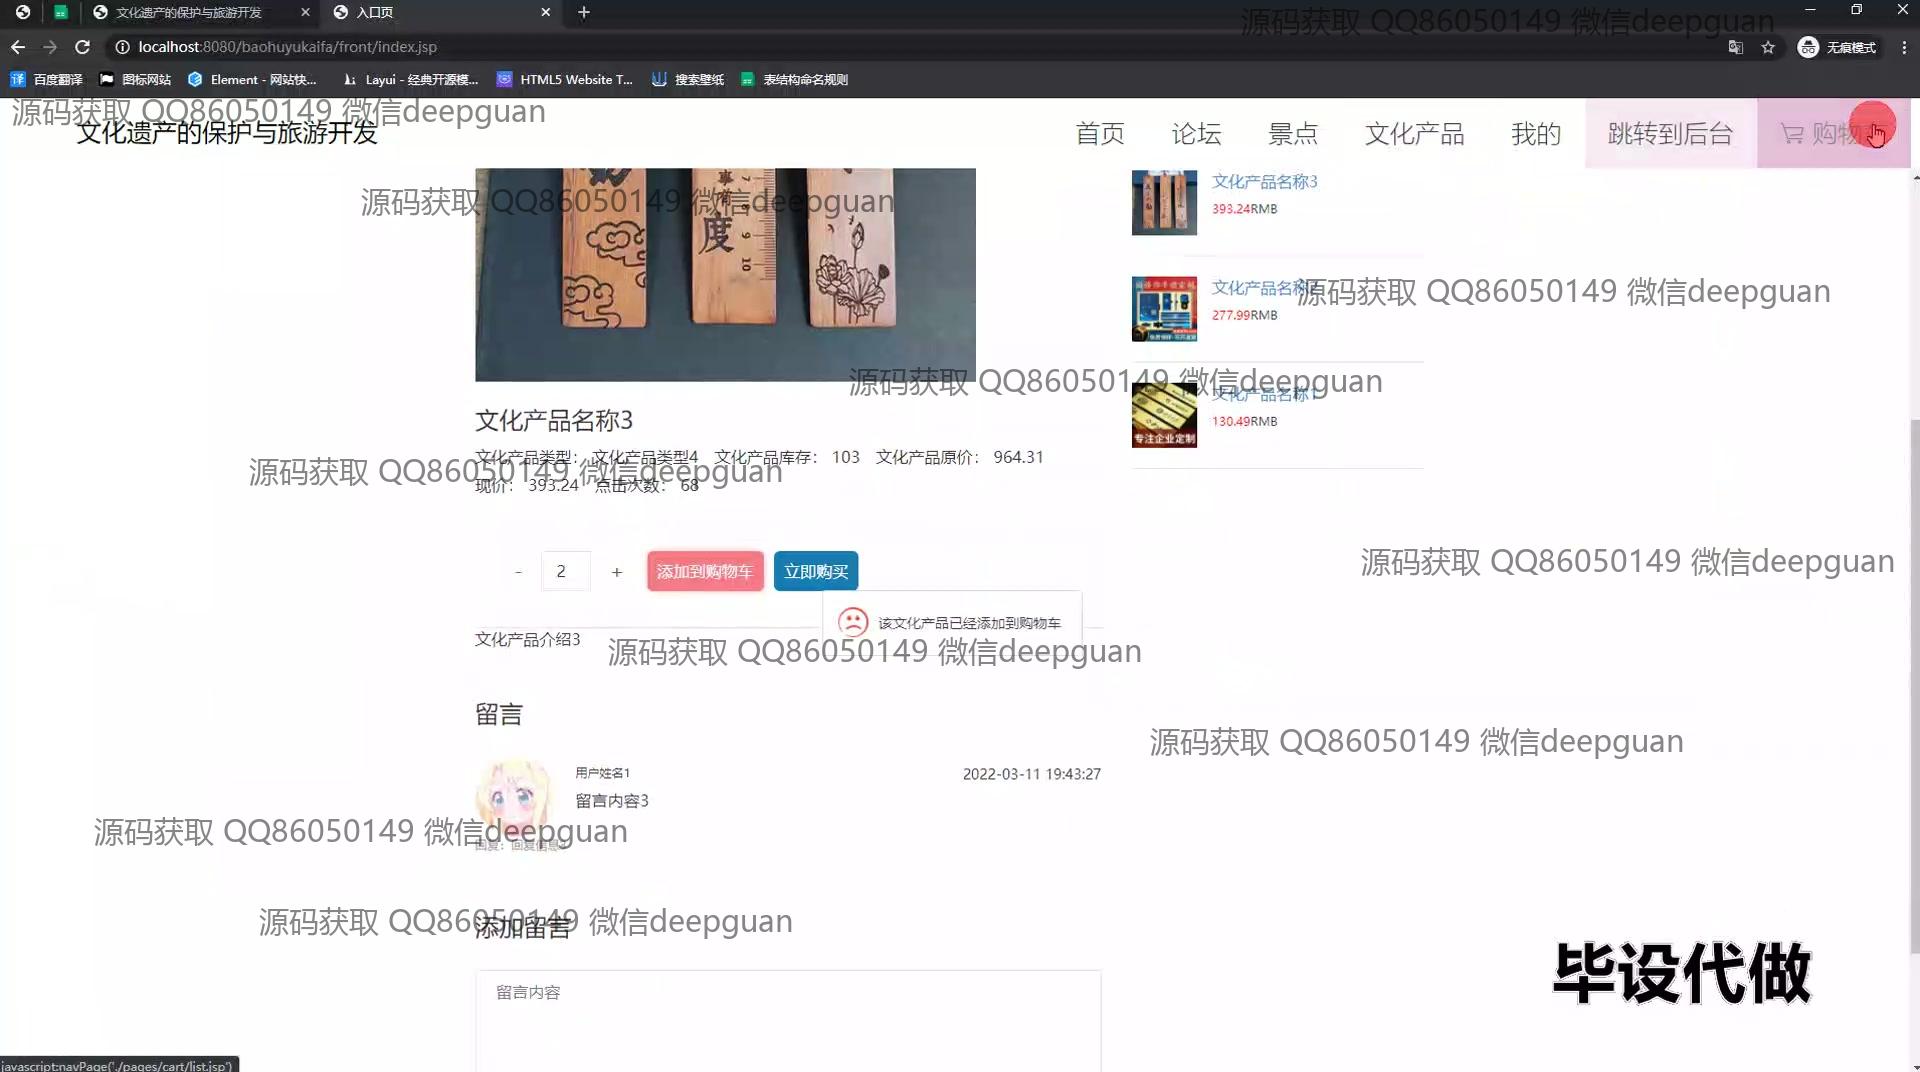 文化遗产的保护与旅游开发
入口页
localhost:8080/baohuyukaifa/front/index.jsp
无痕模式
百度翻译
图标网站
Element - 网站快...
Layui - 经典开源模...
HTML5 Website T...
搜索壁纸
表结构命名规则
源码获取 QQ86050149 微信deepguan
源码获取 QQ86050149 微信deepguan
文化遗产的保护与旅游开发
首页
论坛
景点
文化产品
我的
跳转到后台
购物
源码获取 QQ86050149 微信deepguan
事有
度
7
8
9
10
文化产品名称3
393.24RMB
文化产品名称
277.99RMB
源码获取 QQ86050149 微信deepguan
源码获取 QQ86050149 微信deepguan
文化产品名称1
130.49RMB
专注企业定制
文化产品名称3
文化产品类型： 文化产品类型4 文化产品库存： 103 文化产品原价： 964.31
源码获取 QQ86050149 微信deepguan
现价： 393.24 点击次数： 68
- 2 +
添加到购物车
立即购买
源码获取 QQ86050149 微信deepguan
该文化产品已经添加到购物车
文化产品介绍3
源码获取 QQ86050149 微信deepguan
留言
源码获取 QQ86050149 微信deepguan
用户姓名1
2022-03-11 19:43:27
留言内容3
源码获取 QQ86050149 微信deepguan
回复：回复信息
源码获取 QQ86050149 微信deepguan
添加留言
毕设代做
留言内容
javascript:navPage('./pages/cart/list.jsp')